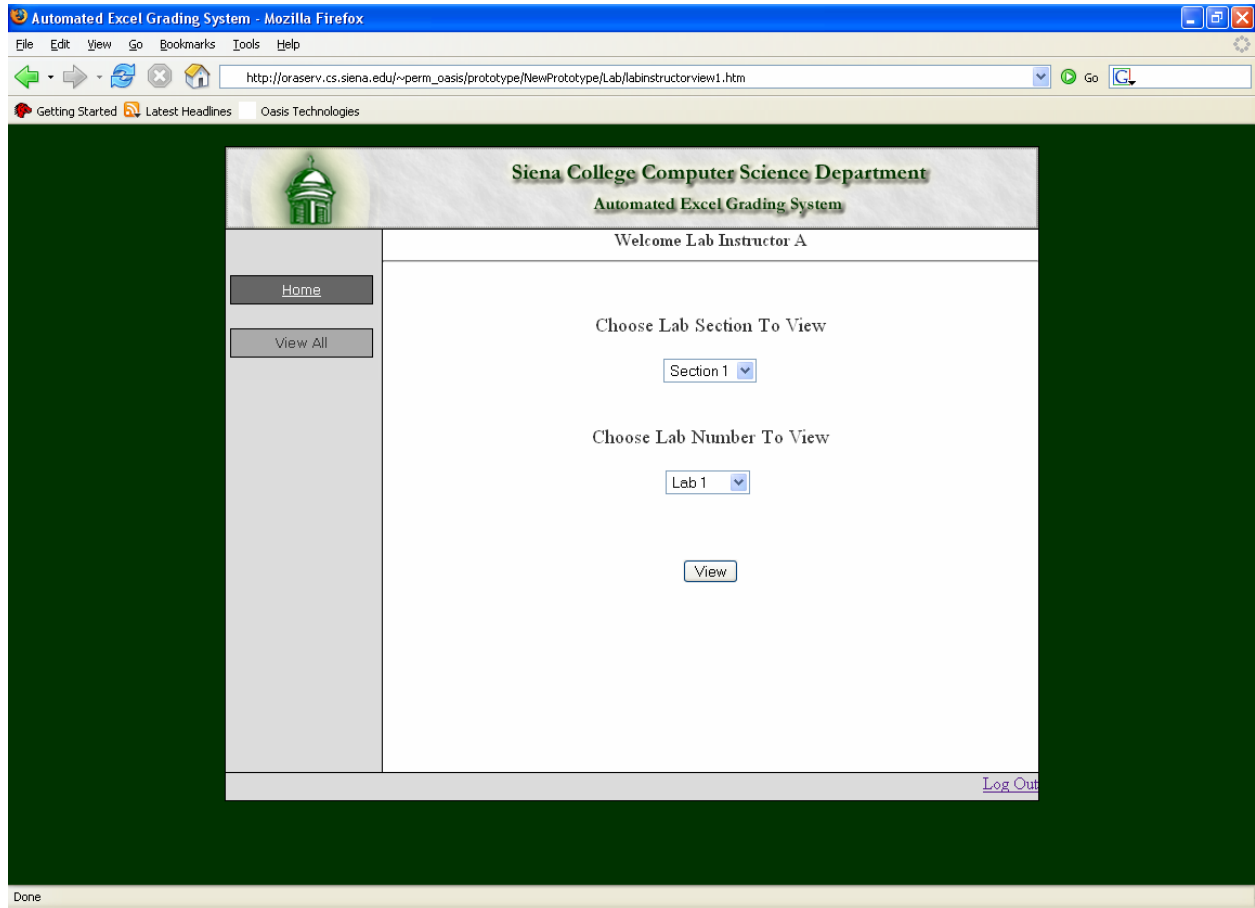 Automated Excel Grading System - Mozilla Firefox
File Edit View Go Bookmarks Tools Help
http://oraserv.cs.siena.edu/~perm_oasis/prototype/NewPrototype/Lab/labinstructorview1.htm Go G
Getting Started Latest Headlines Oasis Technologies
Siena College Computer Science Department
Automated Excel Grading System
Welcome Lab Instructor A
Home
View All
Choose Lab Section To View
Section 1
Choose Lab Number To View
Lab 1
View
Log Out
Done